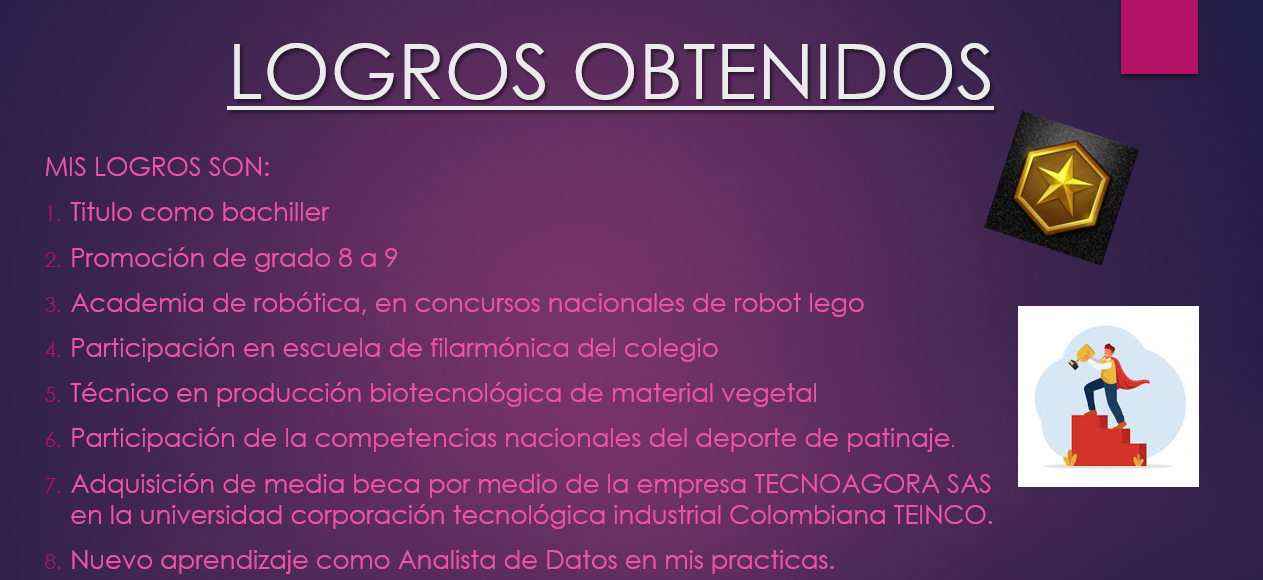 LOGROS OBTENIDOS
MIS LOGROS SON:
1. Titulo como bachiller
2. Promoción de grado 8 a 9
3. Academia de robótica, en concursos nacionales de robot lego
4. Participación en escuela de filarmónica del colegio
5. Técnico en producción biotecnológica de material vegetal
6. Participación de la competencias nacionales del deporte de patinaje.
7. Adquisición de media beca por medio de la empresa TECNOAGORA SAS
en la universidad corporación tecnológica industrial Colombiana TEINCO.
8. Nuevo aprendizaje como Analista de Datos en mis practicas.